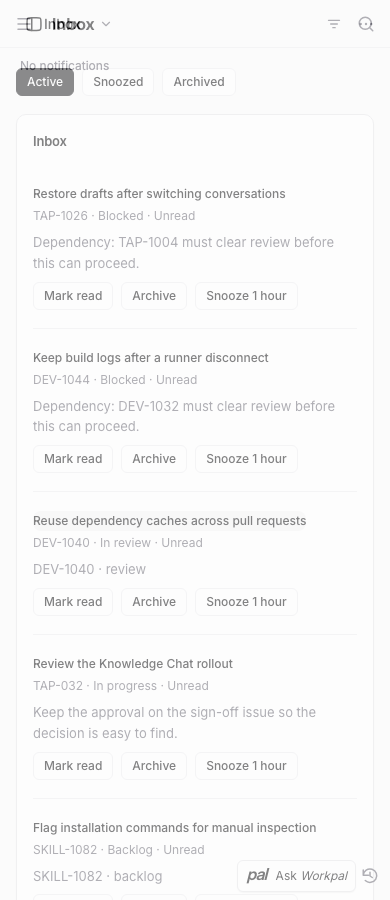 Inbox
No notifications
Active
Snoozed
Archived
Inbox
Restore drafts after switching conversations
TAP-1026 · Blocked · Unread
Dependency: TAP-1004 must clear review before
this can proceed.
Mark read
Archive
Snooze 1 hour
Keep build logs after a runner disconnect
DEV-1044 · Blocked · Unread
Dependency: DEV-1032 must clear review before
this can proceed.
Mark read
Archive
Snooze 1 hour
Reuse dependency caches across pull requests
DEV-1040 · In review · Unread
DEV-1040 · review
Mark read
Archive
Snooze 1 hour
Review the Knowledge Chat rollout
TAP-032 · In progress · Unread
Keep the approval on the sign-off issue so the
decision is easy to find.
Mark read
Archive
Snooze 1 hour
Flag installation commands for manual inspection
SKILL-1082 · Backlog · Unread
SKILL-1082 · backlog
pal Ask Workpal